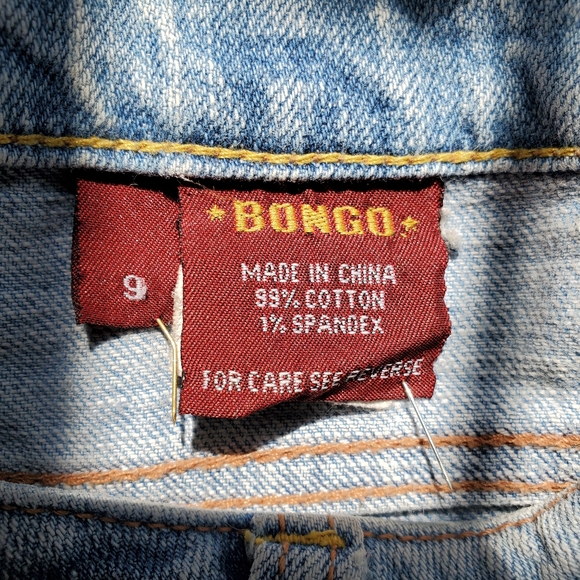 9
★BONGO★
MADE IN CHINA
99% COTTON
1% SPANDEX
FOR CARE SEE REVERSE